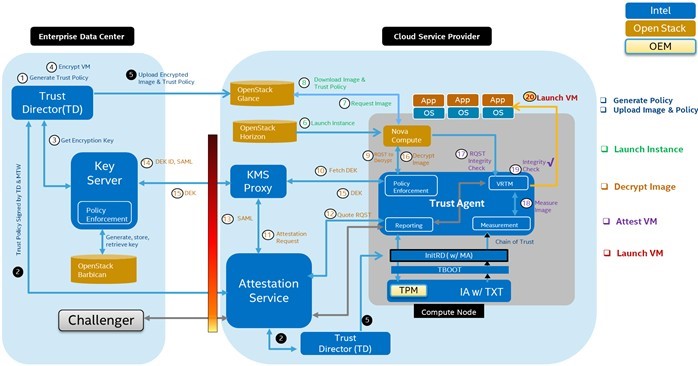 Intel
Open Stack
OEM
Enterprise Data Center
Cloud Service Provider
4 Encrypt VM
1 Generate Trust Policy
5 Upload Encrypted
Image & Trust Policy
Trust
Director(TD)
OpenStack
Glance
8 Download Image &
Trust Policy
7 Request Image
App App App
OS OS OS
20 Launch VM
Generate Policy
Upload Image & Policy
3 Get Encryption Key
OpenStack
Horizon
6 Launch Instance
Nova
Compute
Launch Instance
Key
Server
Policy
Enforcement
14 DEK ID, SAML
15 DEK
KMS
Proxy
10 Fetch DEK
15 DEK
9 RQST to
Decrypt
16 Decrypt
Image
17 RQST
Integrity
Check
19 Integrity √
Check
Policy
Enforcement
Trust Agent
VRTM
18 Measure
Image
Decrypt Image
Trust Policy Signed by TD & MTW
2
Generate, store,
retrieve key
OpenStack
Barbican
13 SAML
11 Attestation
Request
12 Quote RQST
Reporting
Measurement
Attest VM
Chain of Trust
Attestation
Service
InitRD ( w/ MA)
TBOOT
Launch VM
TPM
IA w/ TXT
Compute Node
Challenger
2
5
Trust
Director (TD)